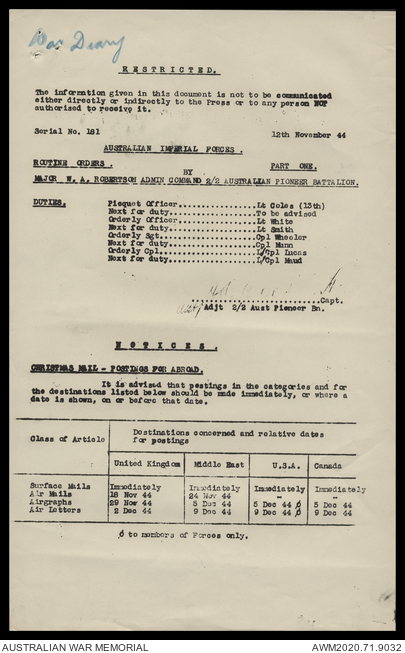 War Diary
RESTRICTED.
The information given in this document is not to be communicated
either directly or indirectly to the Press or to any person NOT
authorised to receive it.
Serial No. 181 12th November 44
AUSTRALIAN IMPERIAL FORCES.
ROUTINE ORDERS. PART ONE.
BY
MAJOR W.A. ROBERTSON ADMIN COMMAND 2/2 AUSTRALIAN PIONEER BATTALION.
DUTIES. Picquet Officer..............Lt Coles (13th)
Next for duty................To be advised
Orderly Officer..............Lt White
Next for duty................Lt Smith
Orderly Sgt..................Cpl Wheeler
Next for duty................Cpl Mann
Orderly Cpl..................L/Cpl Lucas
Next for duty................L/Cpl Maud
......................Capt.
Adjt 2/2 Aust Pioneer Bn.
NOTICES.
CHRISTMAS MAIL - POSTINGS FOR ABROAD.
It is advised that postings in the categories and for
the destinations listed below should be made immediately, or where a
date is shown, on or before that date.
Class of Article Destinations concerned and relative dates
for postings
United Kingdom Middle East U.S.A. Canada
Surface Mails Immediately Immediately Immediately Immediately
Air Mails 18 Nov 44 24 Nov 44 - -
Airgraphs 29 Nov 44 5 Dec 44 5 Dec 44 ∅ 5 Dec 44
Air Letters 2 Dec 44 9 Dec 44 9 Dec 44 ∅ 9 Dec 44
∅ to members of Forces only.
AUSTRALIAN WAR MEMORIAL AWM2020.71.9032